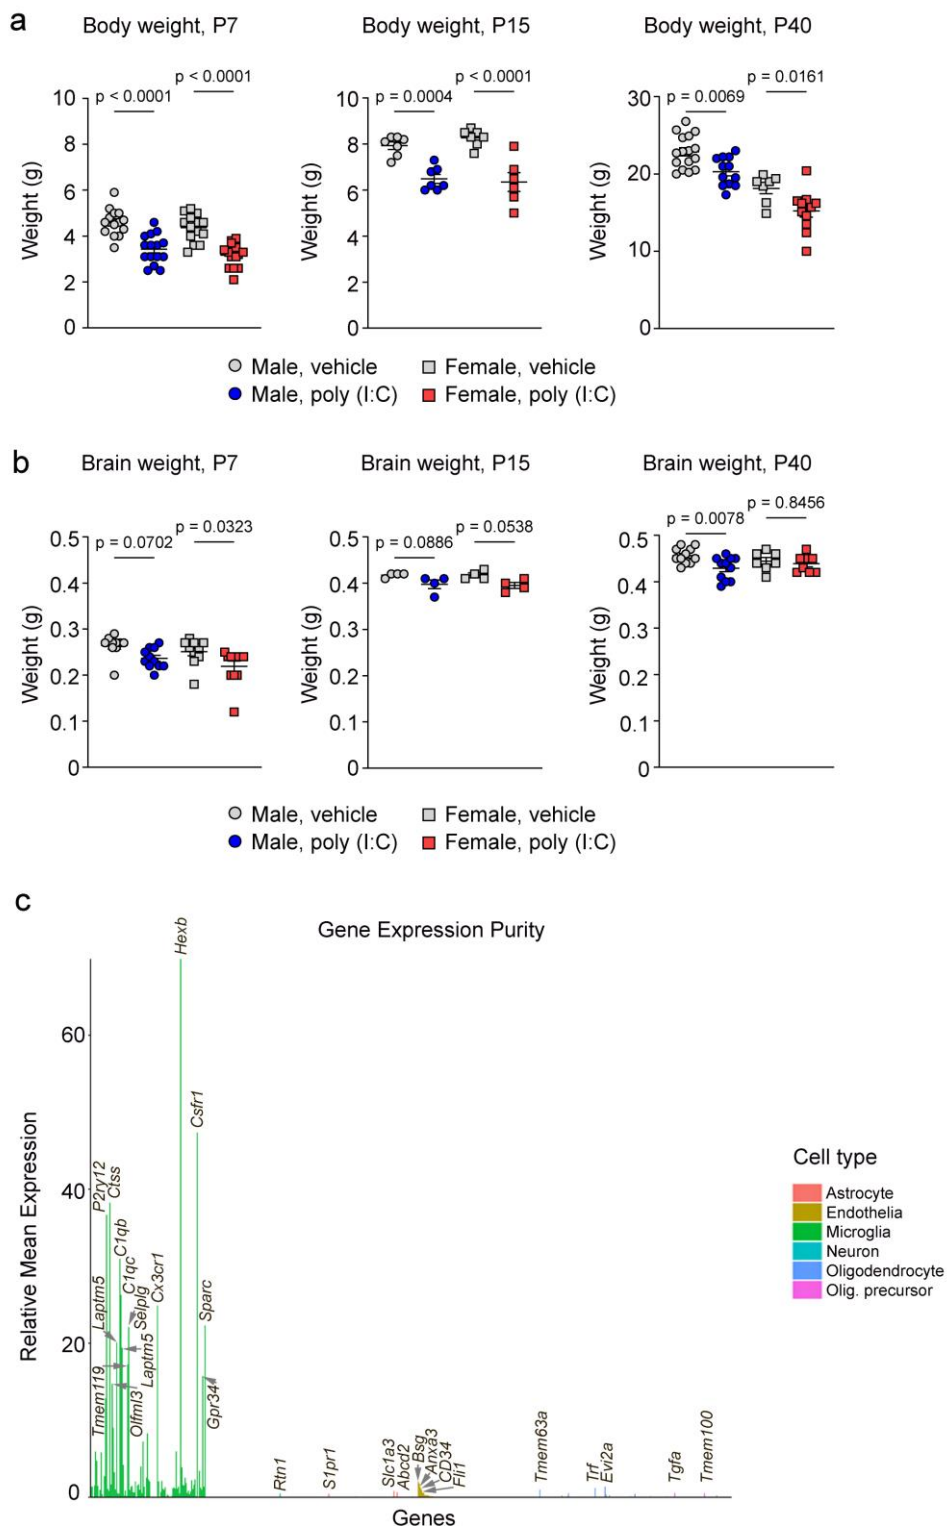 a
Body weight, P7
Body weight, P15
Body weight, P40
p < 0.0001
p < 0.0001
Weight (g)
10
8
6
4
2
0
p = 0.0004
p < 0.0001
Weight (g)
10
8
6
4
2
0
p = 0.0069
p = 0.0161
Weight (g)
30
20
10
0
Male, vehicle
Female, vehicle
Male, poly (I:C)
Female, poly (I:C)
b
Brain weight, P7
Brain weight, P15
Brain weight, P40
p = 0.0702
p = 0.0323
Weight (g)
0.5
0.4
0.3
0.2
0.1
0
p = 0.0886
p = 0.0538
Weight (g)
0.5
0.4
0.3
0.2
0.1
0
p = 0.0078
p = 0.8456
Weight (g)
0.5
0.4
0.3
0.2
0.1
0
Male, vehicle
Female, vehicle
Male, poly (I:C)
Female, poly (I:C)
c
Gene Expression Purity
Relative Mean Expression
60
40
20
0
Tmem119
Laptm5
P2ry12
Ctss
C1qb
C1qc
Selplg
Laptm5
Olfml3
Cx3cr1
Hexb
Csfr1
Sparc
Gpr34
Rtn1
S1pr1
Slc1a3
Abcd2
Bsg
Anxa3
CD34
Fli1
Tmem63a
Trf
Evi2a
Tgfa
Tmem100
Genes
Cell type
Astrocyte
Endothelia
Microglia
Neuron
Oligodendrocyte
Olig. precursor